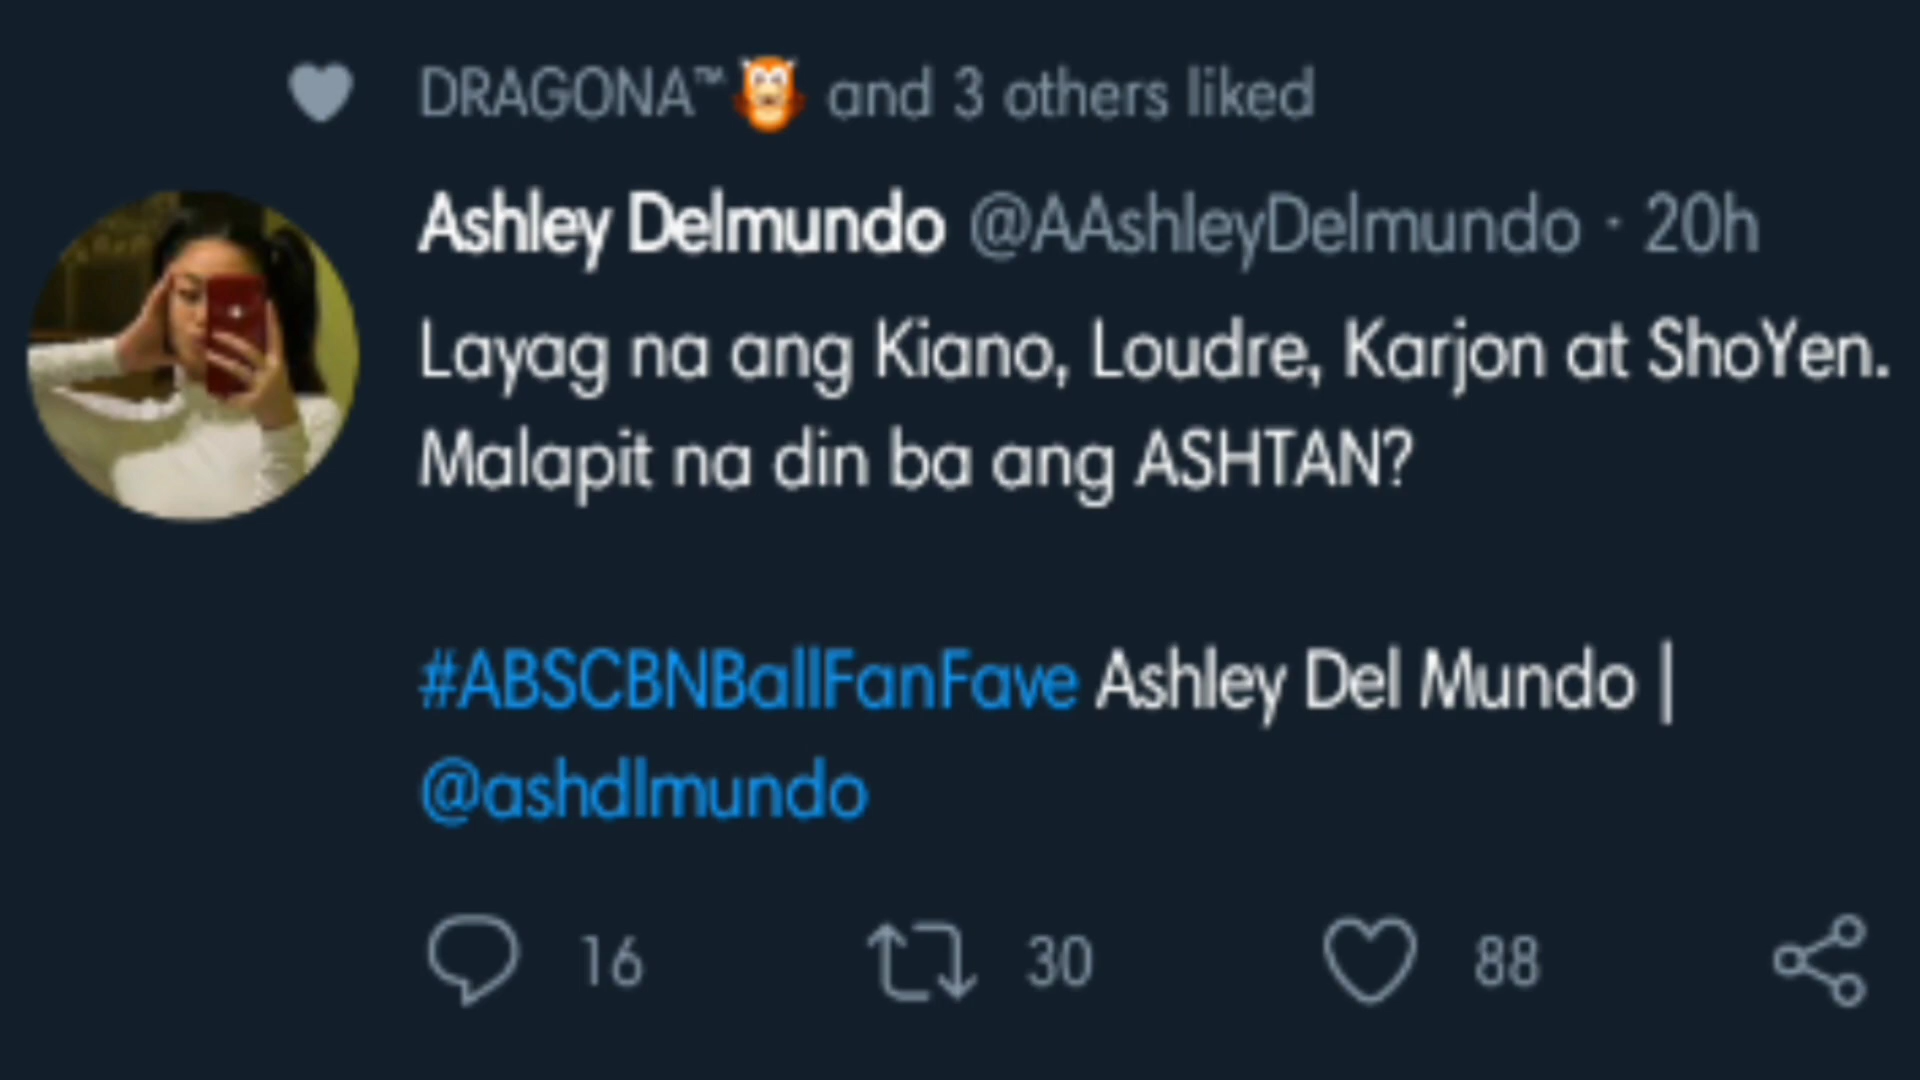 DRAGONA™ and 3 others liked
Ashley Delmundo @AAshleyDelmundo · 20h
Layag na ang Kiano, Loudre, Karjon at ShoYen.
Malapit na din ba ang ASHTAN?
#ABSCBNBallFanFave Ashley Del Mundo |
@ashdlmundo
16 30 88